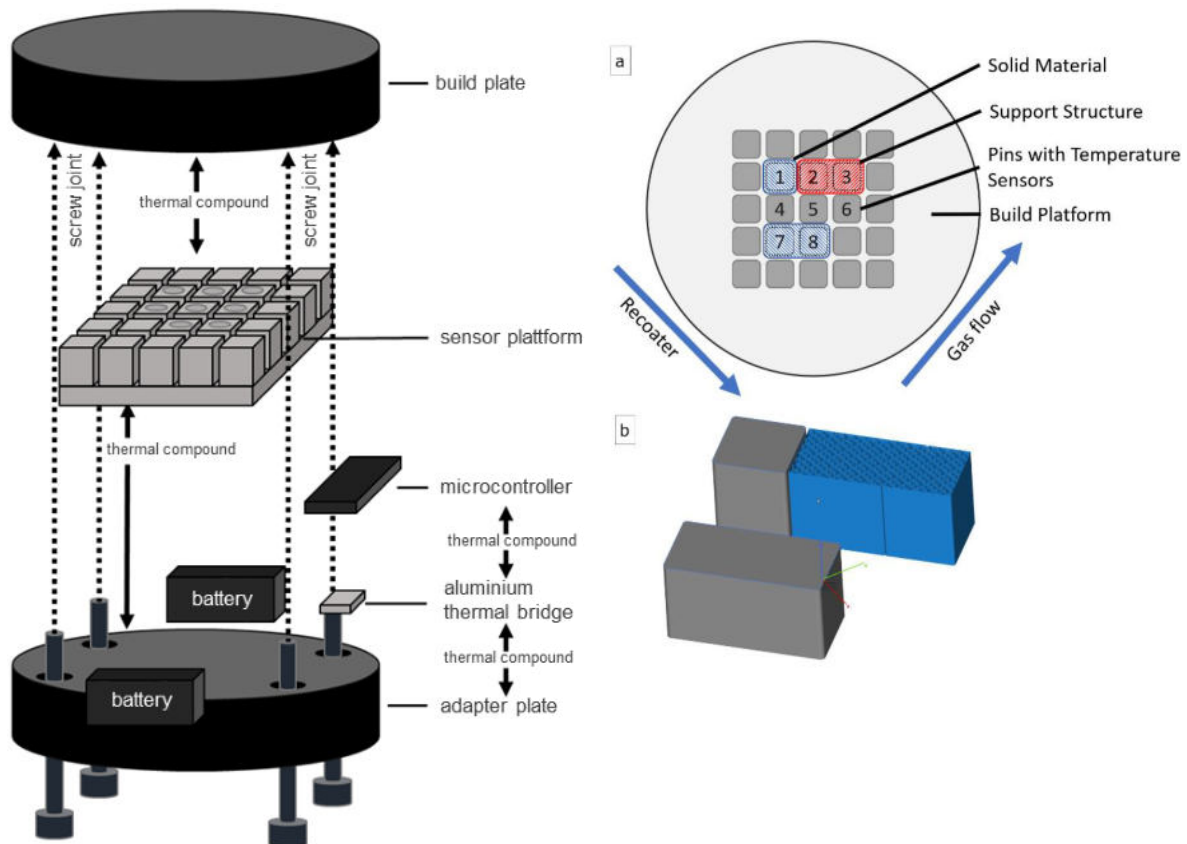 build plate
screw joint
screw joint
thermal compound
sensor plattform
thermal compound
microcontroller
thermal compound
battery
aluminium
thermal bridge
thermal compound
battery
adapter plate
a
Solid Material
Support Structure
Pins with Temperature
Sensors
Build Platform
1 2 3
4 5 6
7 8
Recoater
Gas flow
b